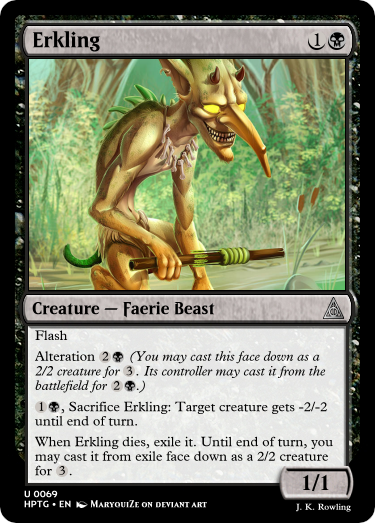 Erkling 1
Creature — Faerie Beast
Flash
Alteration 2 (You may cast this face down as a
2/2 creature for 3. Its controller may cast it from the
battlefield for 2.)
1, Sacrifice Erkling: Target creature gets -2/-2
until end of turn.
When Erkling dies, exile it. Until end of turn, you
may cast it from exile face down as a 2/2 creature
for 3.
1/1
U 0069
HPTG • EN MaryouiZe on deviant art
J. K. Rowling